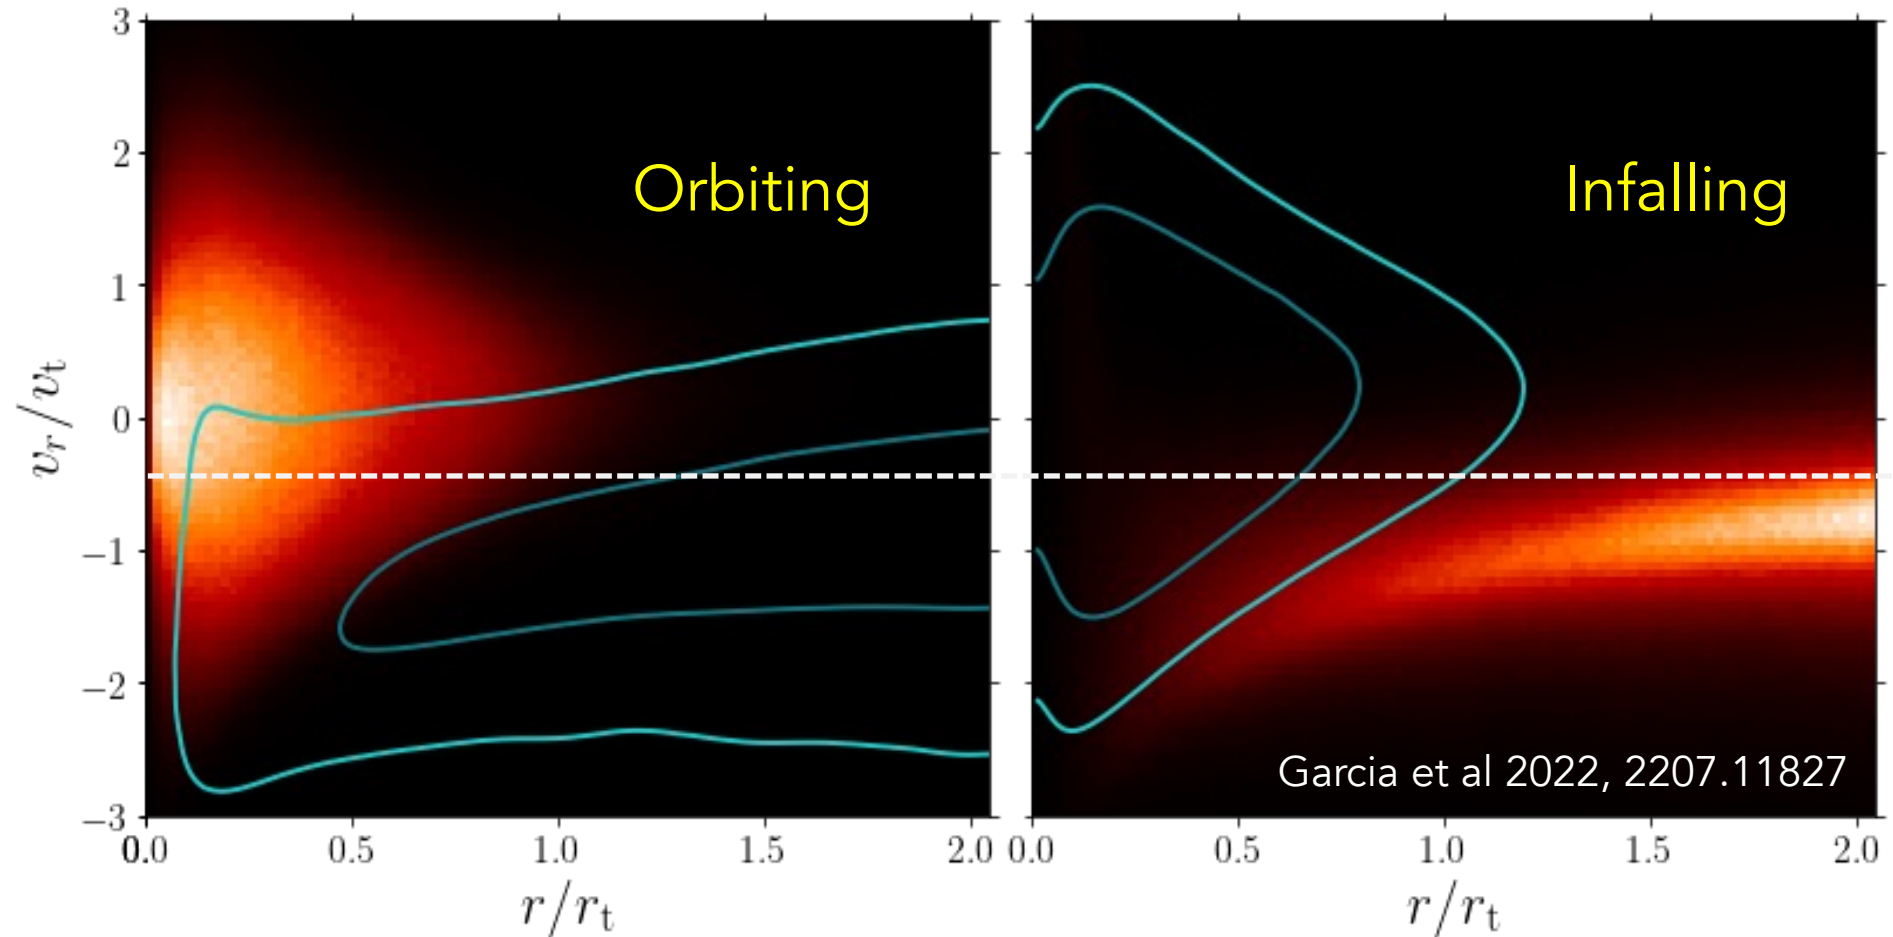 3
2
1
0
−1
−2
−3
v_r/v_t
Orbiting
Infalling
Garcia et al 2022, 2207.11827
0.0 0.5 1.0 1.5 2.0 0.0 0.5 1.0 1.5 2.0
r/r_t r/r_t